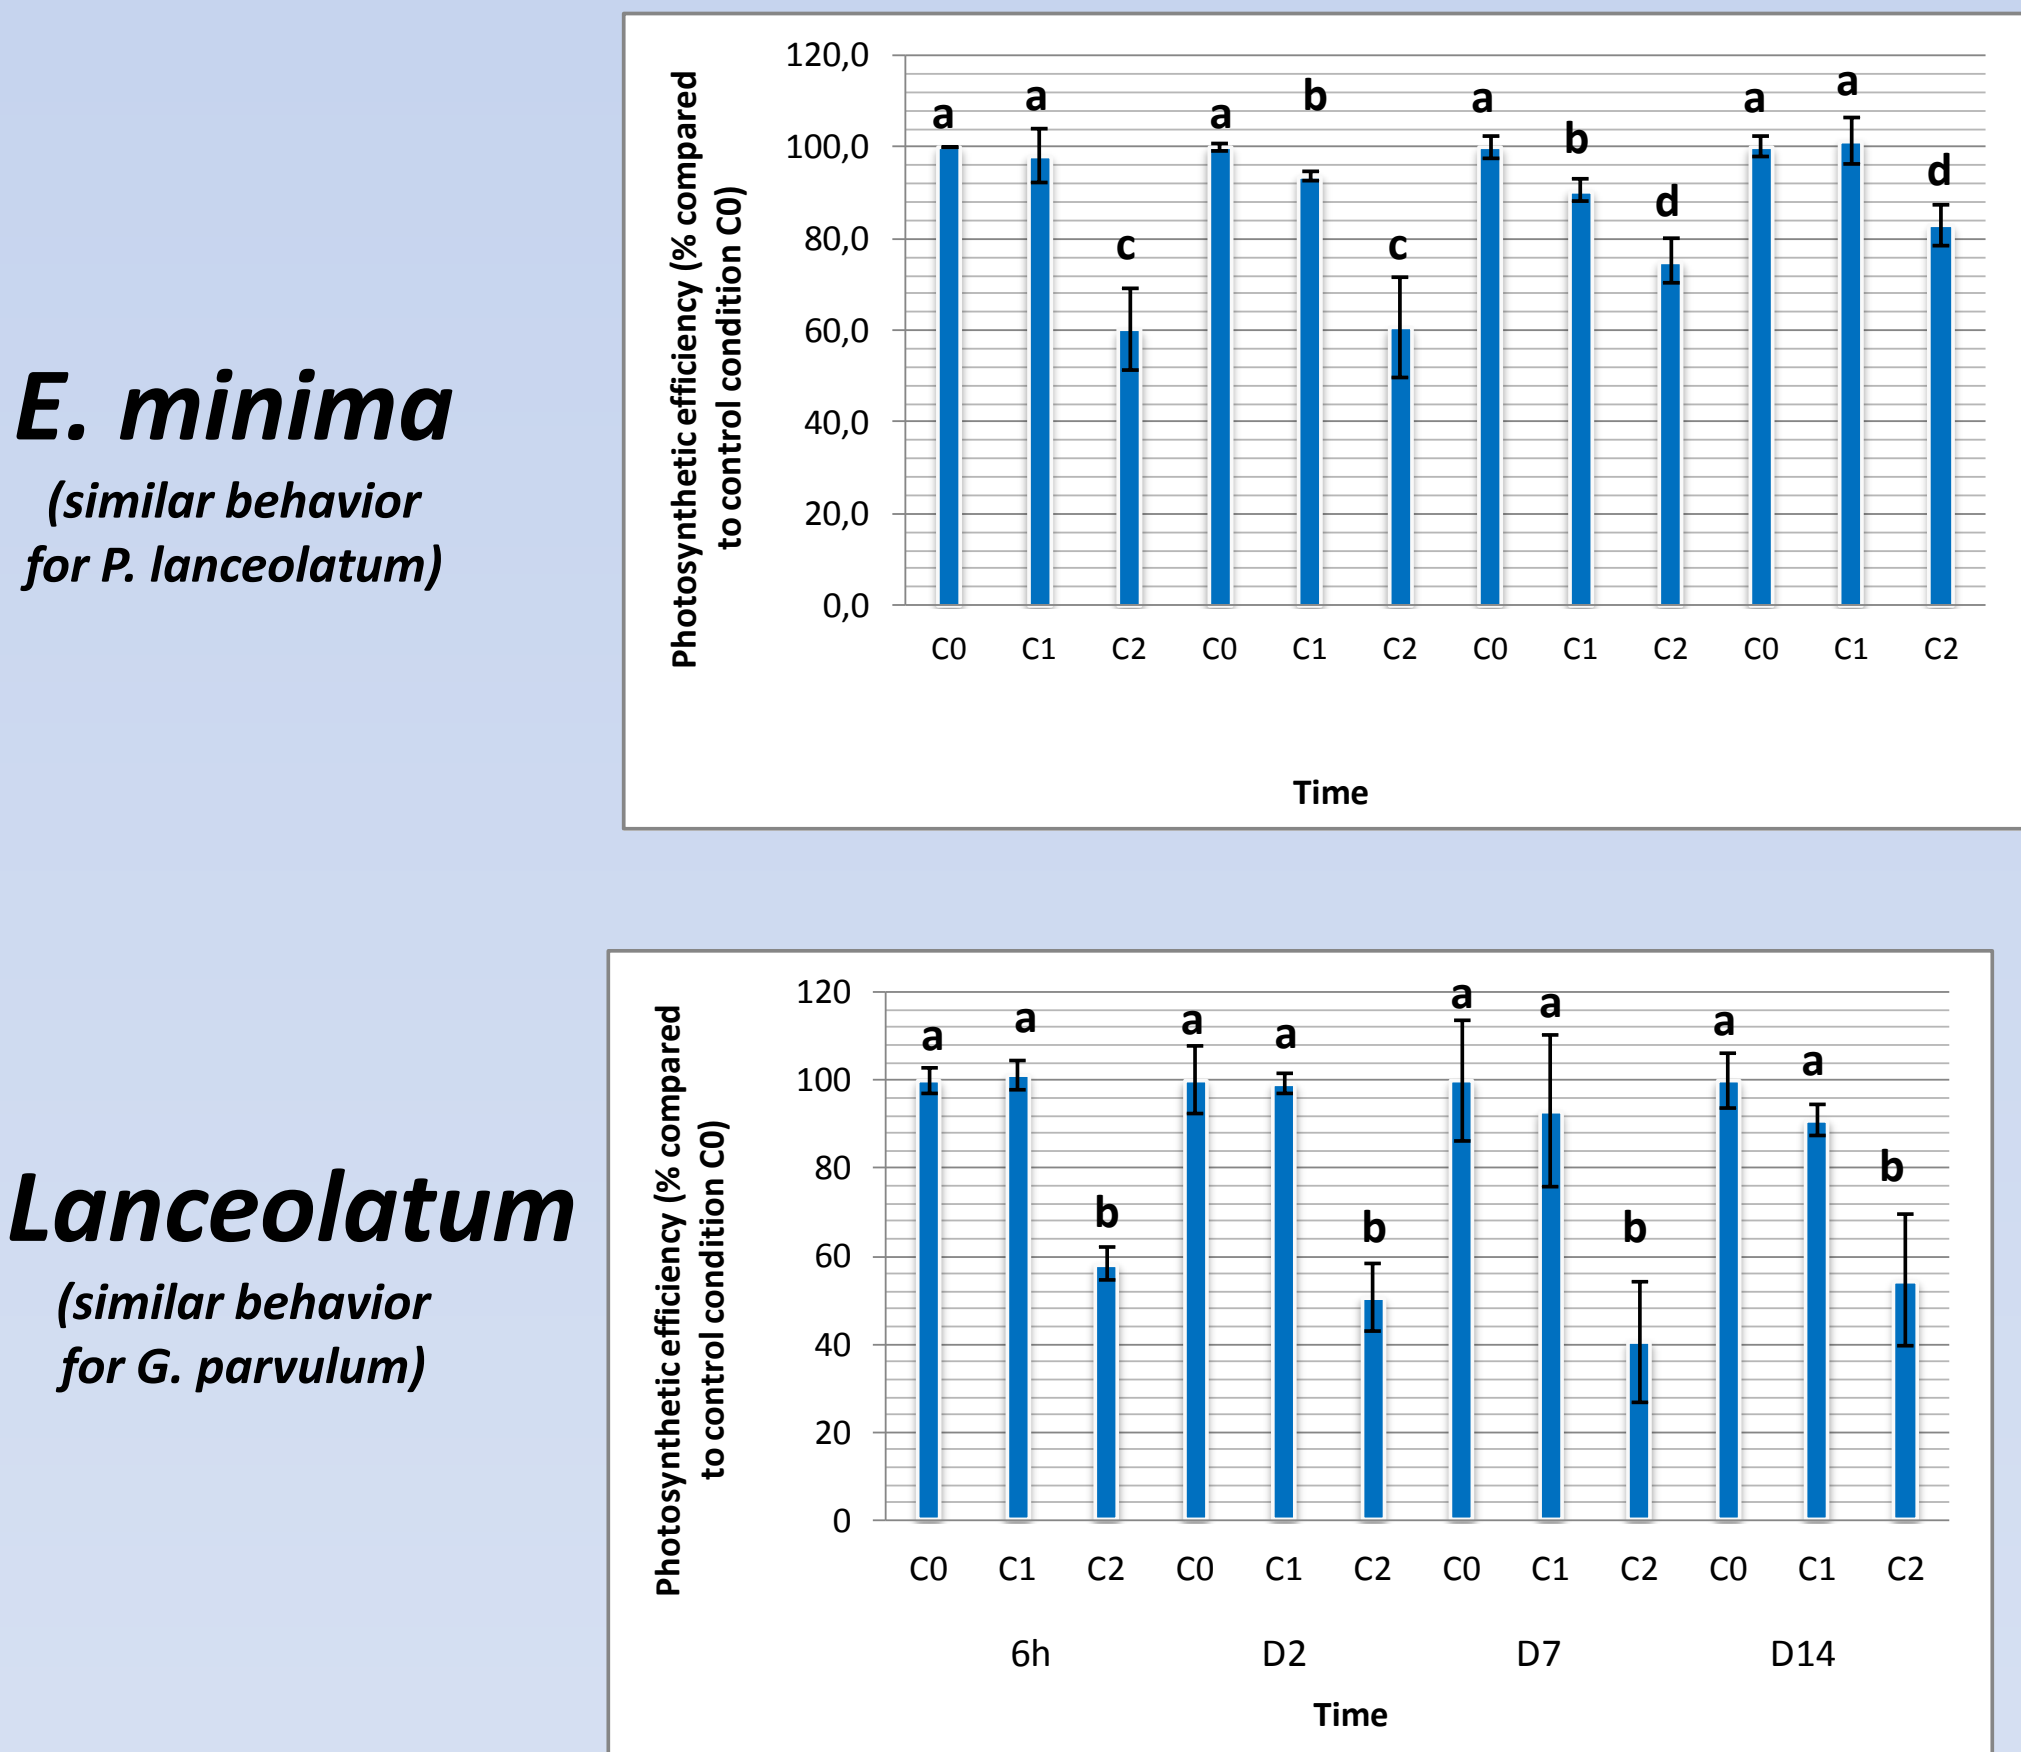 E. minima
(similar behavior
for P. lanceolatum)
Photosynthetic efficiency (% compared
to control condition C0)
120,0
100,0
80,0
60,0
40,0
20,0
0,0
a a c a b c a b d a a d
C0 C1 C2 C0 C1 C2 C0 C1 C2 C0 C1 C2
Time
Lanceolatum
(similar behavior
for G. parvulum)
Photosynthetic efficiency (% compared
to control condition C0)
120
100
80
60
40
20
0
a a b a a b a a b a a b
C0 C1 C2 C0 C1 C2 C0 C1 C2 C0 C1 C2
6h D2 D7 D14
Time